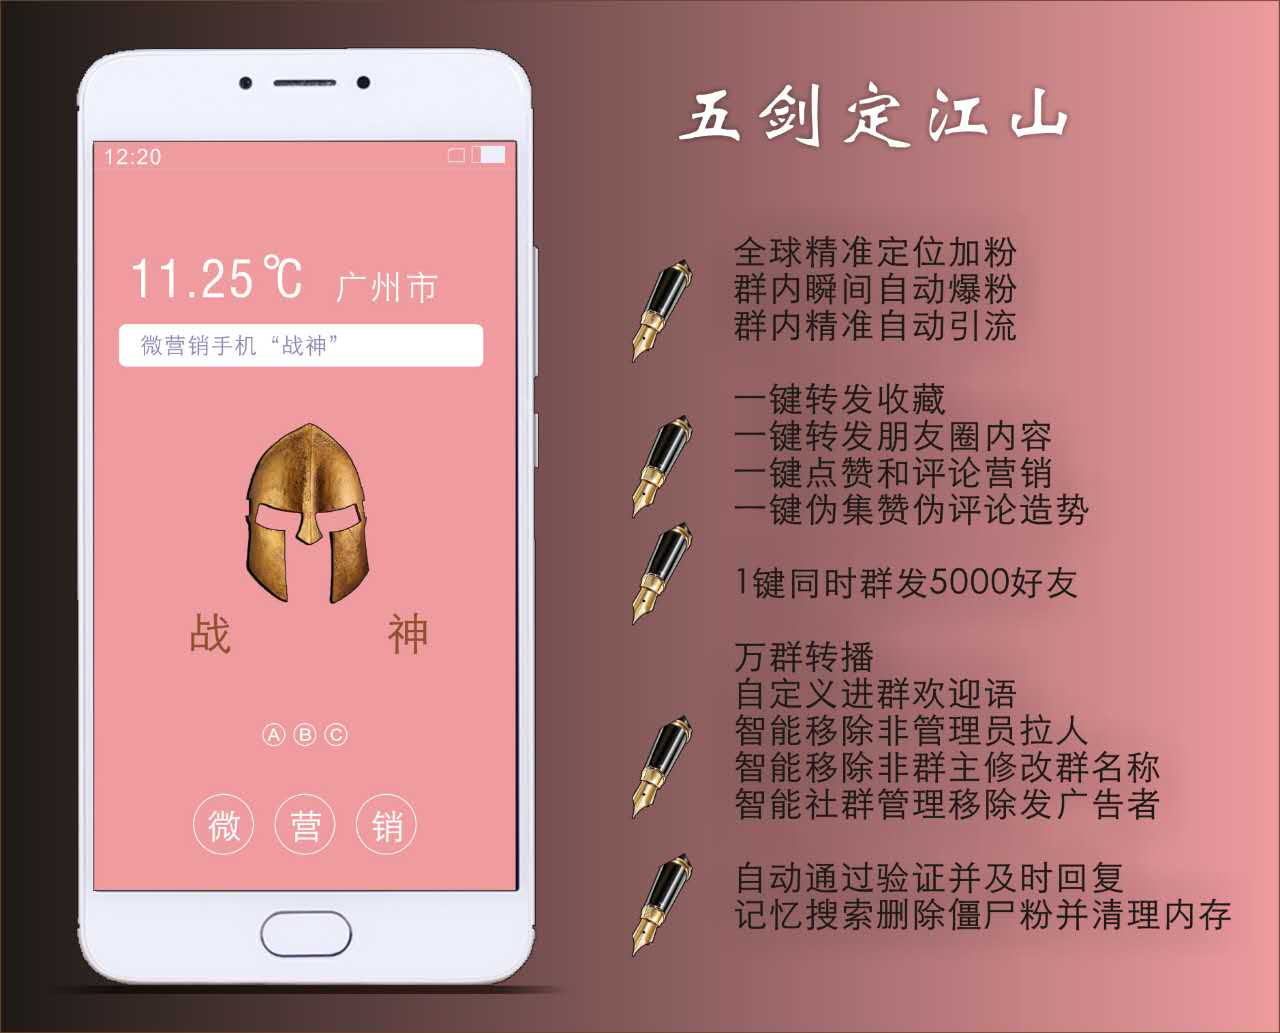 12:20
11.25℃ 广州市
微营销手机“战神”
战 神
A B C
微 营 销
五剑定江山
全球精准定位加粉
群内瞬间自动爆粉
群内精准自动引流
一键转发收藏
一键转发朋友圈内容
一键点赞和评论营销
一键伪集赞伪评论造势
1键同时群发5000好友
万群转播
自定义进群欢迎语
智能移除非管理员拉人
智能移除非群主修改群名称
智能社群管理移除发广告者
自动通过验证并及时回复
记忆搜索删除僵尸粉并清理内存